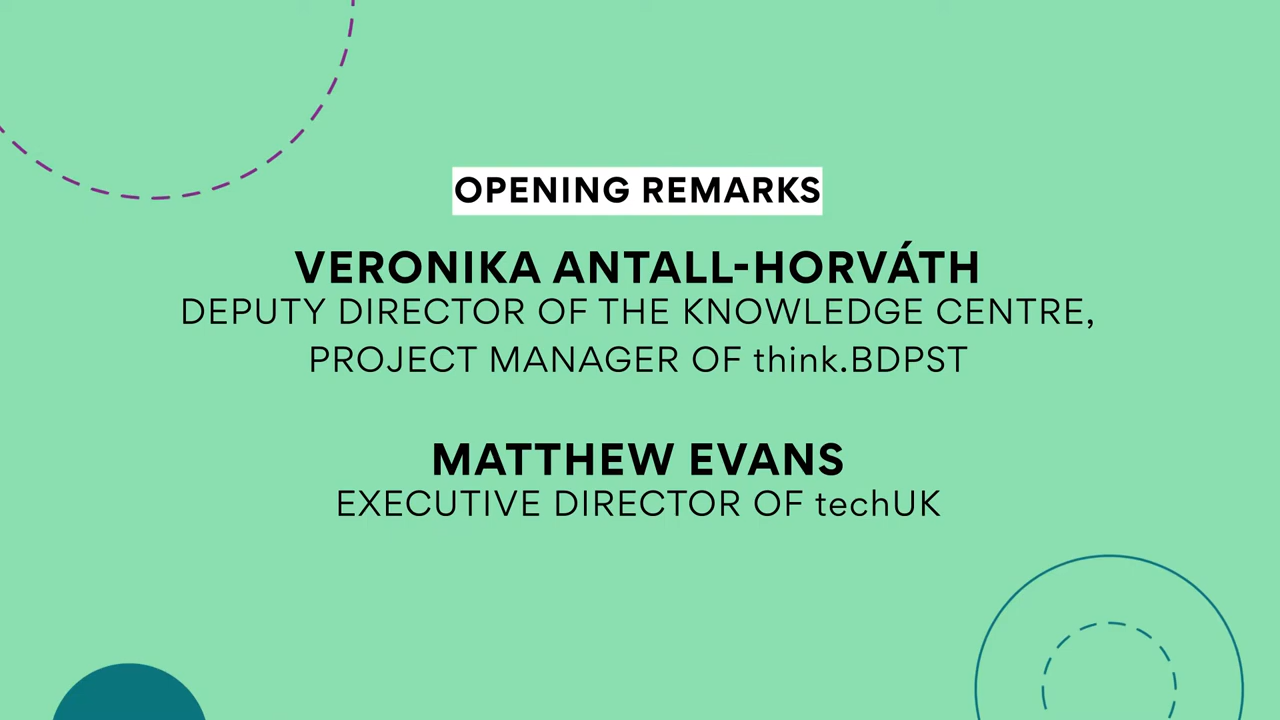 OPENING REMARKS
VERONIKA ANTALL-HORVÁTH
DEPUTY DIRECTOR OF THE KNOWLEDGE CENTRE,
PROJECT MANAGER OF think.BDPST
MATTHEW EVANS
EXECUTIVE DIRECTOR OF techUK